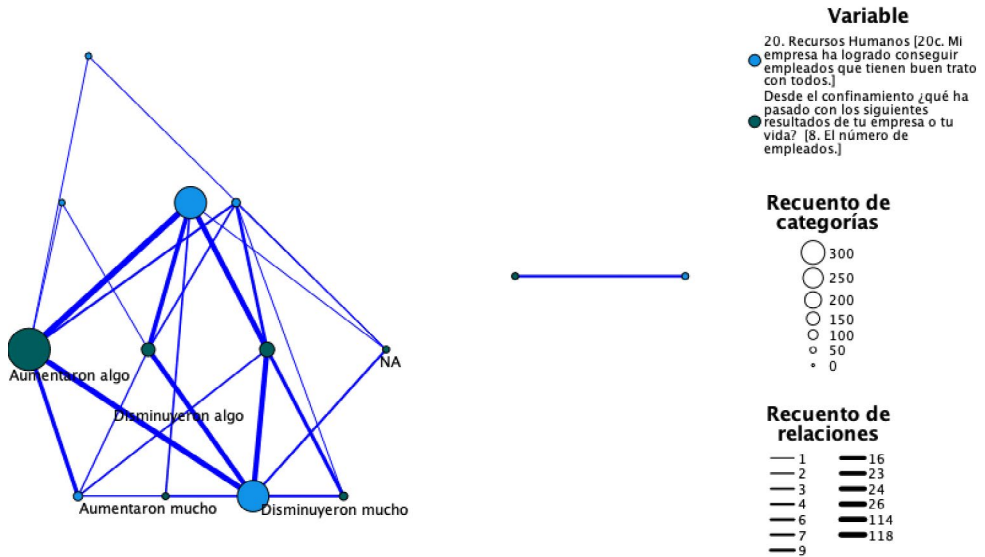 Variable
20. Recursos Humanos [20c. Mi
empresa ha logrado conseguir
empleados que tienen buen trato
con todos.]
Desde el confinamiento ¿qué ha
pasado con los siguientes
resultados de tu empresa o tu
vida? [8. El número de
empleados.]
Recuento de
categorías
300
250
200
150
100
50
0
NA
Aumentaron algo
Disminuyeron algo
Aumentaron mucho
Disminuyeron mucho
Recuento de
relaciones
1 16
2 23
3 24
4 26
6 114
7 118
9